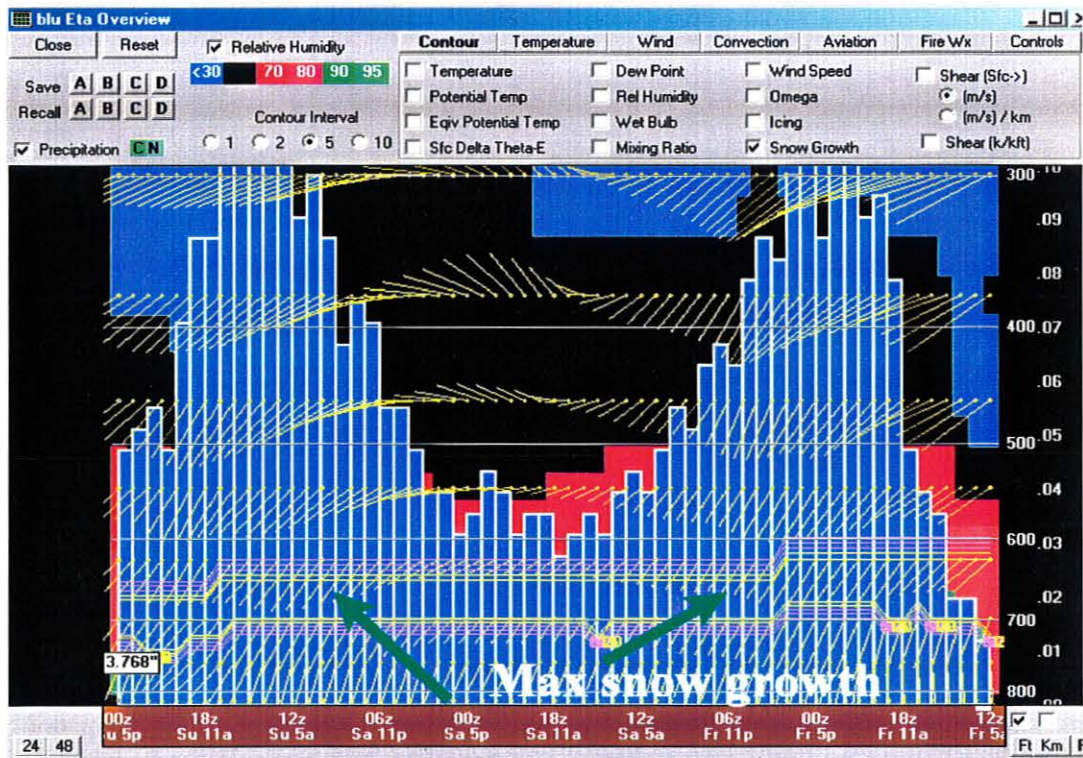 blu Eta Overview
Close Reset Relative Humidity Contour Temperature Wind Convection Aviation Fire Wx Controls
<30 70 80 90 95
Save A B C D
Recall A B C D
Contour Interval
Precipitation CN 1 2 5 10
Temperature Dew Point Wind Speed Shear (Sfc->)
Potential Temp Rel Humidity Omega (m/s)
Eqiv Potential Temp Wet Bulb Icing (m/s) / km
Sfc Delta Theta-E Mixing Ratio Snow Growth Shear (k/kft)
300 .10
.09
.08
400 .07
.06
500 .05
.04
600 .03
.02
700
.01
800
3.768"
Max snow growth
00z 18z 12z 06z 00z 18z 12z 06z 00z 18z 12z
u 5p Su 11a Su 5a Sa 11p Sa 5p Sa 11a Sa 5a Fr 11p Fr 5p Fr 11a Fr 5a
24 48 Ft Km